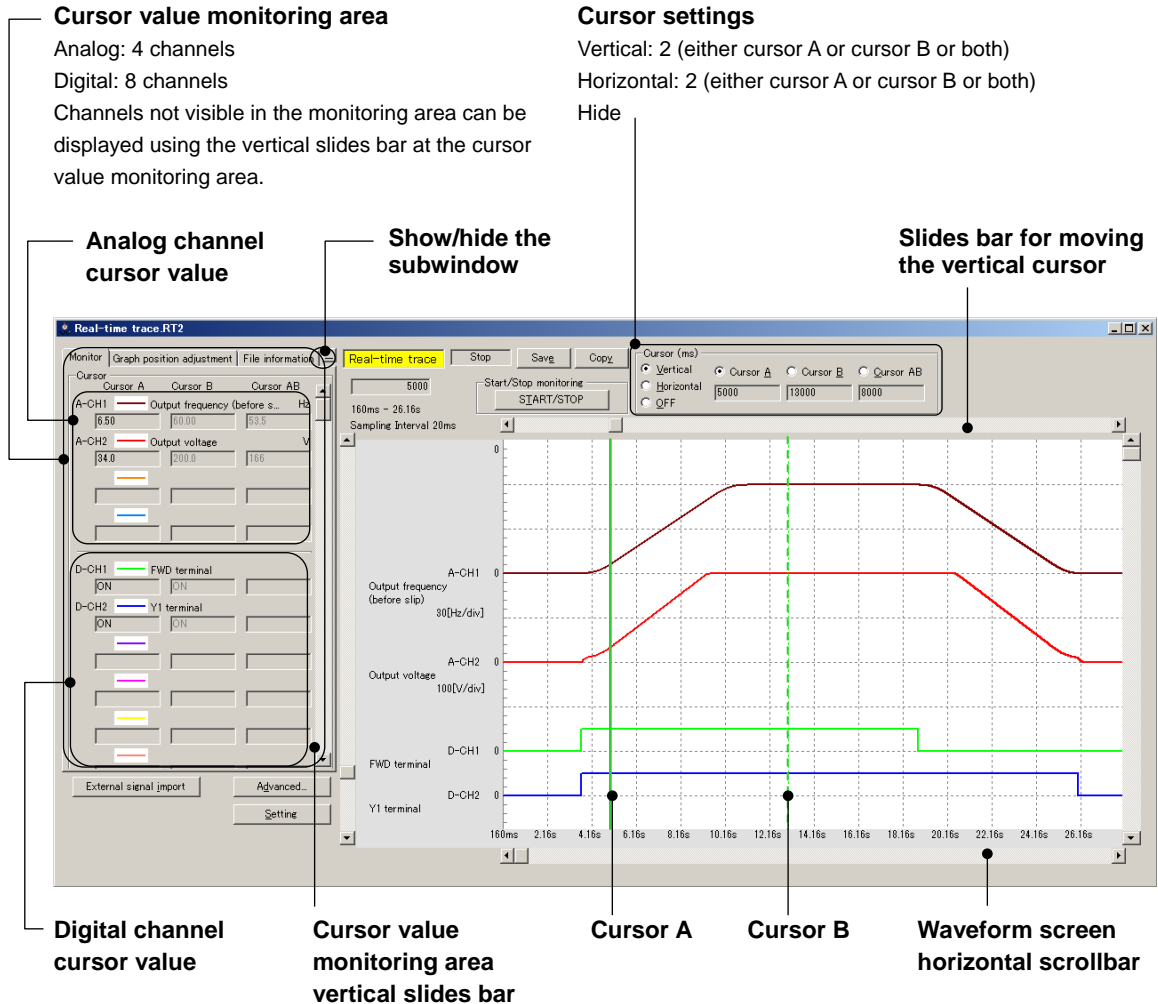 Cursor value monitoring area
Analog: 4 channels
Digital: 8 channels
Channels not visible in the monitoring area can be
displayed using the vertical slides bar at the cursor
value monitoring area.
Cursor settings
Vertical: 2 (either cursor A or cursor B or both)
Horizontal: 2 (either cursor A or cursor B or both)
Hide
Analog channel
cursor value
Show/hide the
subwindow
Slides bar for moving
the vertical cursor
Real-time trace.RT2
Monitor Graph position adjustment File information
Cursor
Cursor A Cursor B Cursor AB
A-CH1 Output frequency (before s... Hz
6.50 60.00 53.5
A-CH2 Output voltage V
34.0 200.0 166
D-CH1 FWD terminal
ON ON
D-CH2 Y1 terminal
ON ON
External signal import Advanced...
Setting
Real-time trace Stop Save Copy
5000
Start/Stop monitoring
START/STOP
160ms - 26.16s
Sampling Interval 20ms
Cursor (ms)
Vertical Cursor A Cursor B Cursor AB
Horizontal 5000 13000 8000
OFF
0
A-CH1 0
Output frequency
(before slip)
30[Hz/div]
A-CH2 0
Output voltage
100[V/div]
D-CH1 0
FWD terminal
D-CH2 0
Y1 terminal
160ms 2.16s 4.16s 6.16s 8.16s 10.16s 12.16s 14.16s 16.16s 18.16s 20.16s 22.16s 24.16s 26.16s
Digital channel
cursor value
Cursor value
monitoring area
vertical slides bar
Cursor A
Cursor B
Waveform screen
horizontal scrollbar